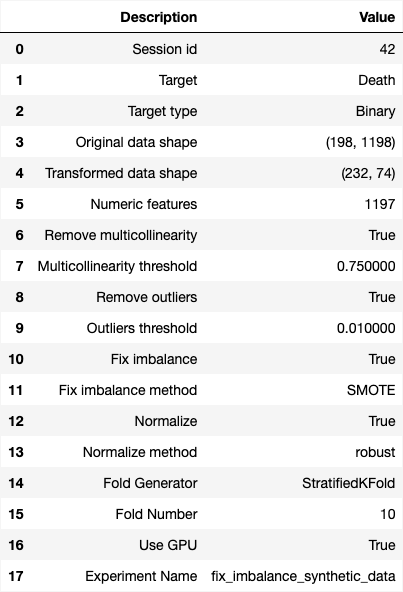 Description Value
0 Session id 42
1 Target Death
2 Target type Binary
3 Original data shape (198, 1198)
4 Transformed data shape (232, 74)
5 Numeric features 1197
6 Remove multicollinearity True
7 Multicollinearity threshold 0.750000
8 Remove outliers True
9 Outliers threshold 0.010000
10 Fix imbalance True
11 Fix imbalance method SMOTE
12 Normalize True
13 Normalize method robust
14 Fold Generator StratifiedKFold
15 Fold Number 10
16 Use GPU True
17 Experiment Name fix_imbalance_synthetic_data